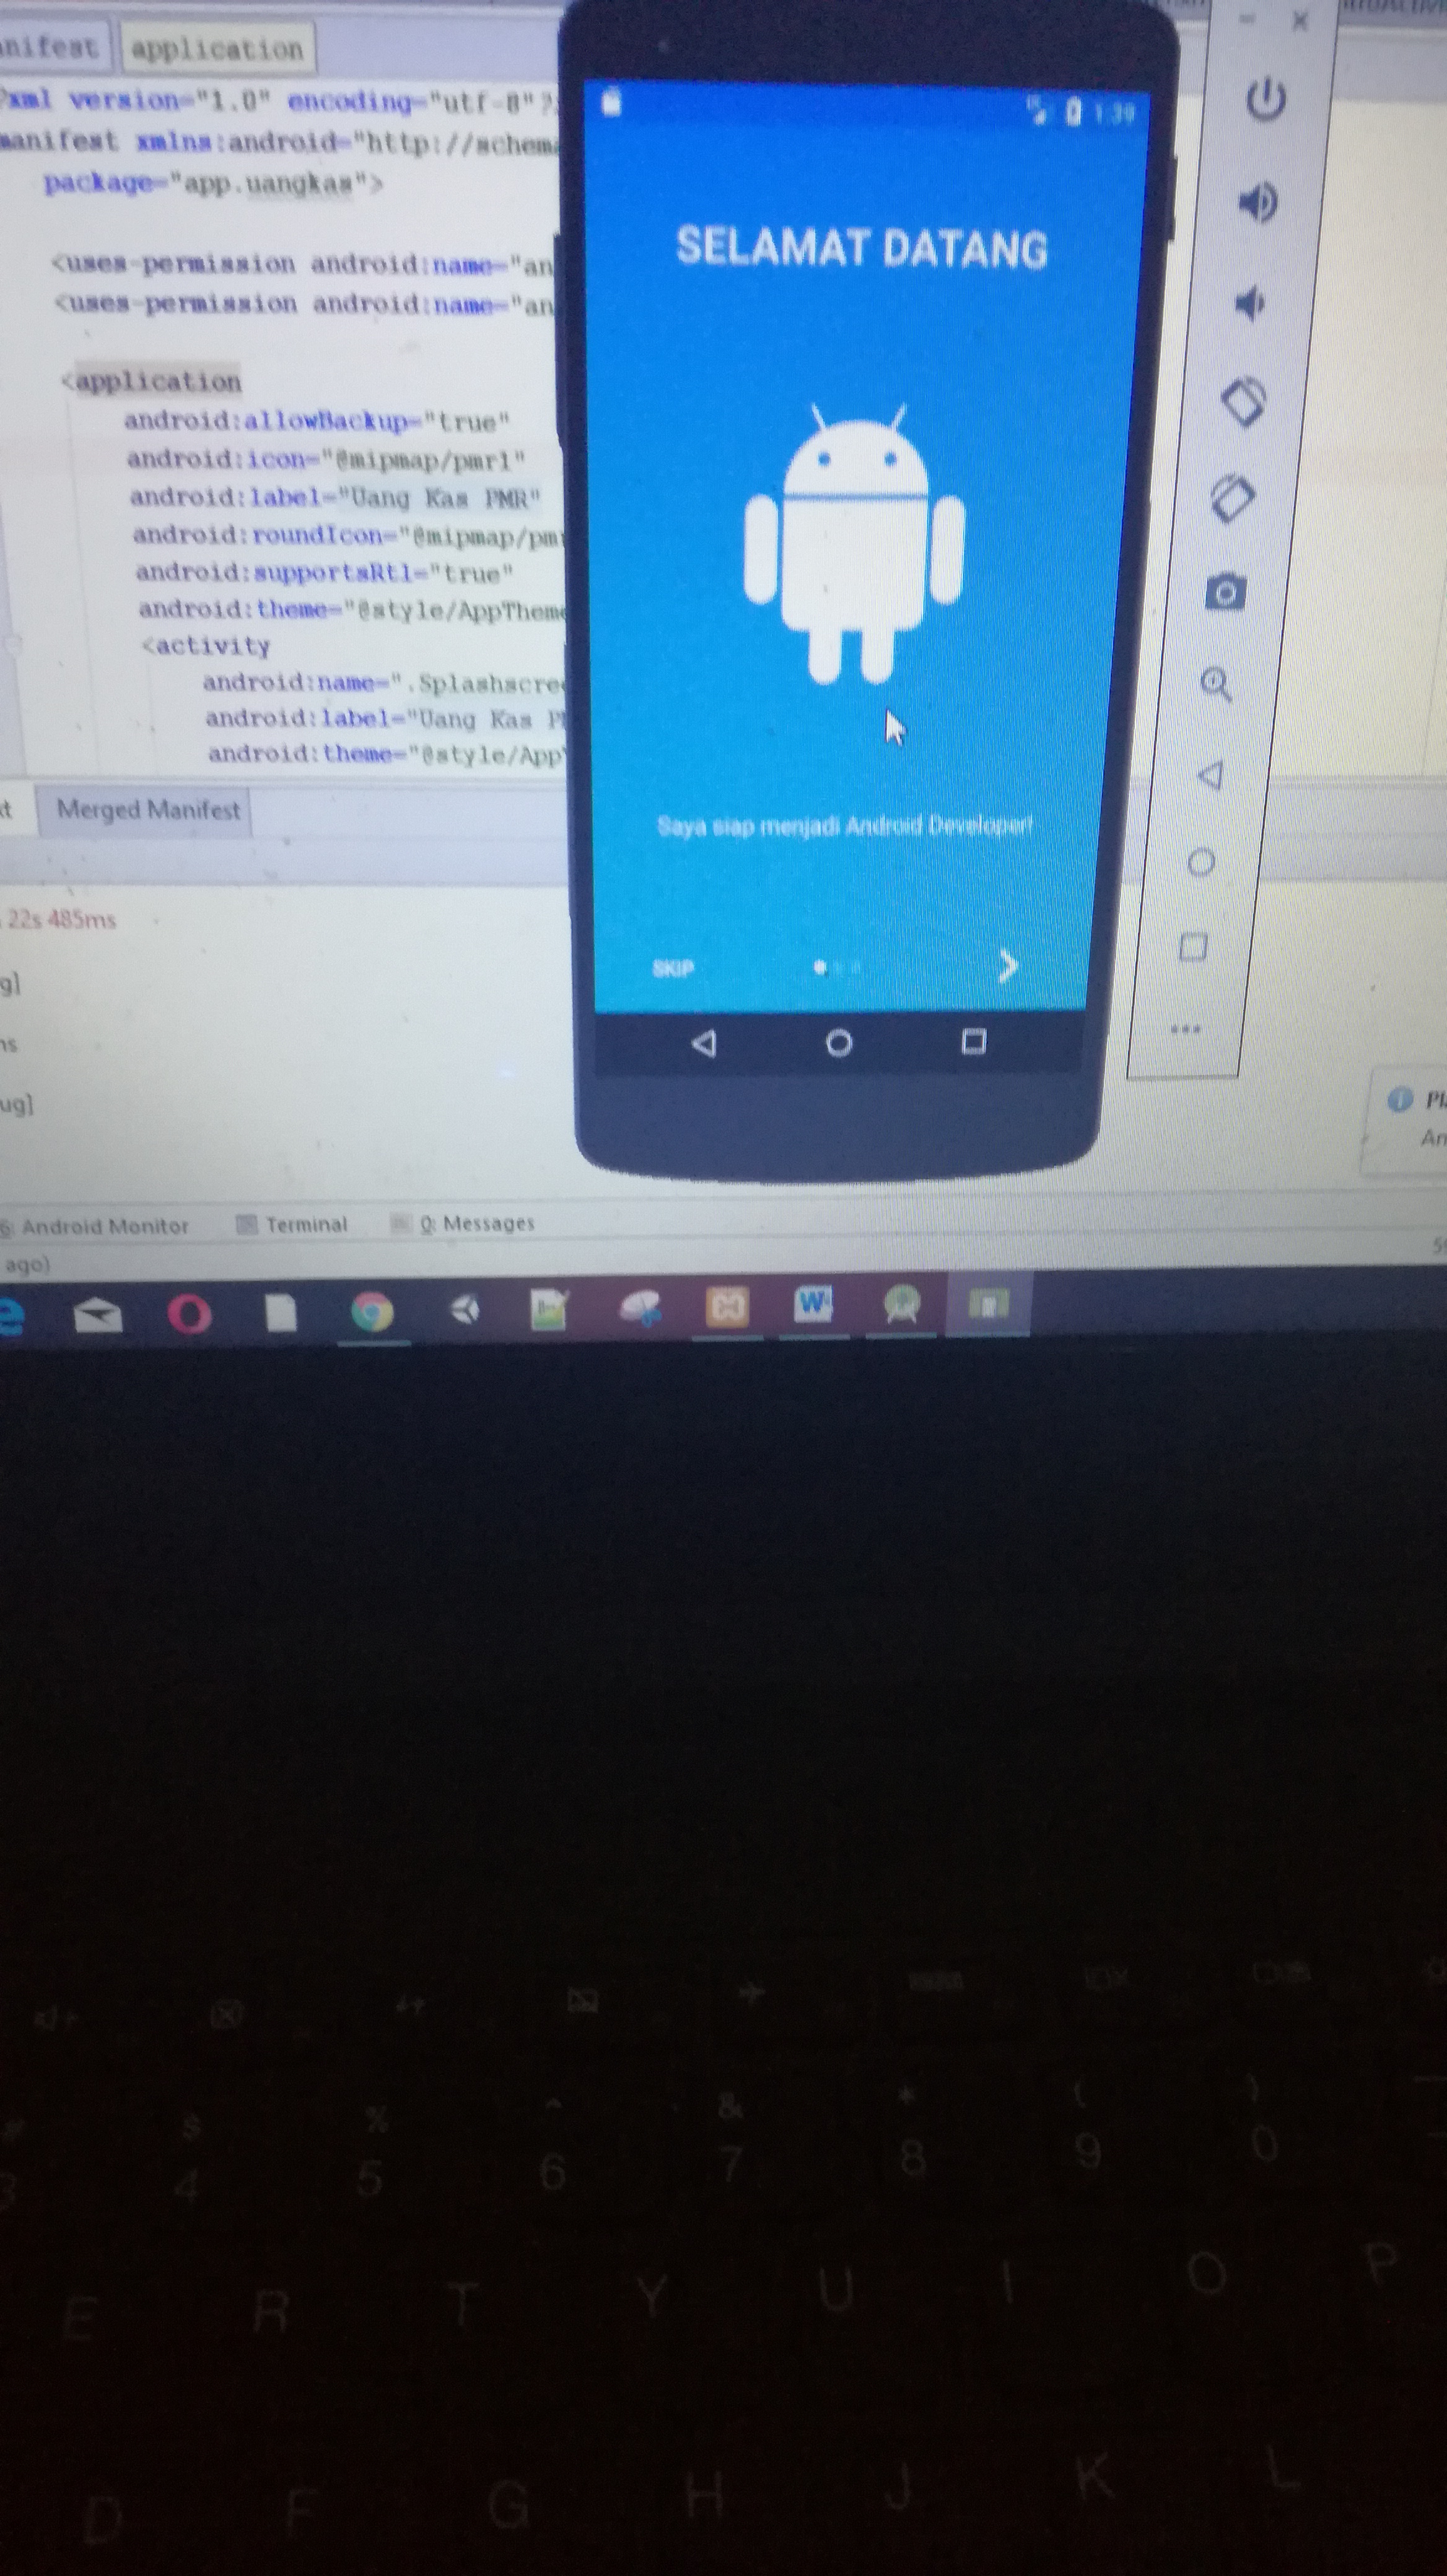 nifest application
?xml version="1.0" encoding="utf-8"?
manifest xmlns:android="http://schema
package="app.uangkas">
<uses-permission android:name="an
<uses-permission android:name="an
<application
android:allowBackup="true"
android:icon="@mipmap/pmr1"
android:label="Uang Kas PMR"
android:roundIcon="@mipmap/pm
android:supportsRtl="true"
android:theme="@style/AppTheme
<activity
android:name=".Splashscre
android:label="Uang Kas P
android:theme="@style/App
Merged Manifest
22s 485ms
g]
ns
ug]
6: Android Monitor Terminal 0: Messages
ago)
1:39
SELAMAT DATANG
Saya siap menjadi Android Developer!
SKIP
Pl
An
W
$ % ^ & * ( )
3 4 5 6 7 8 9 0
E R T Y U I O P
D F G H J K L